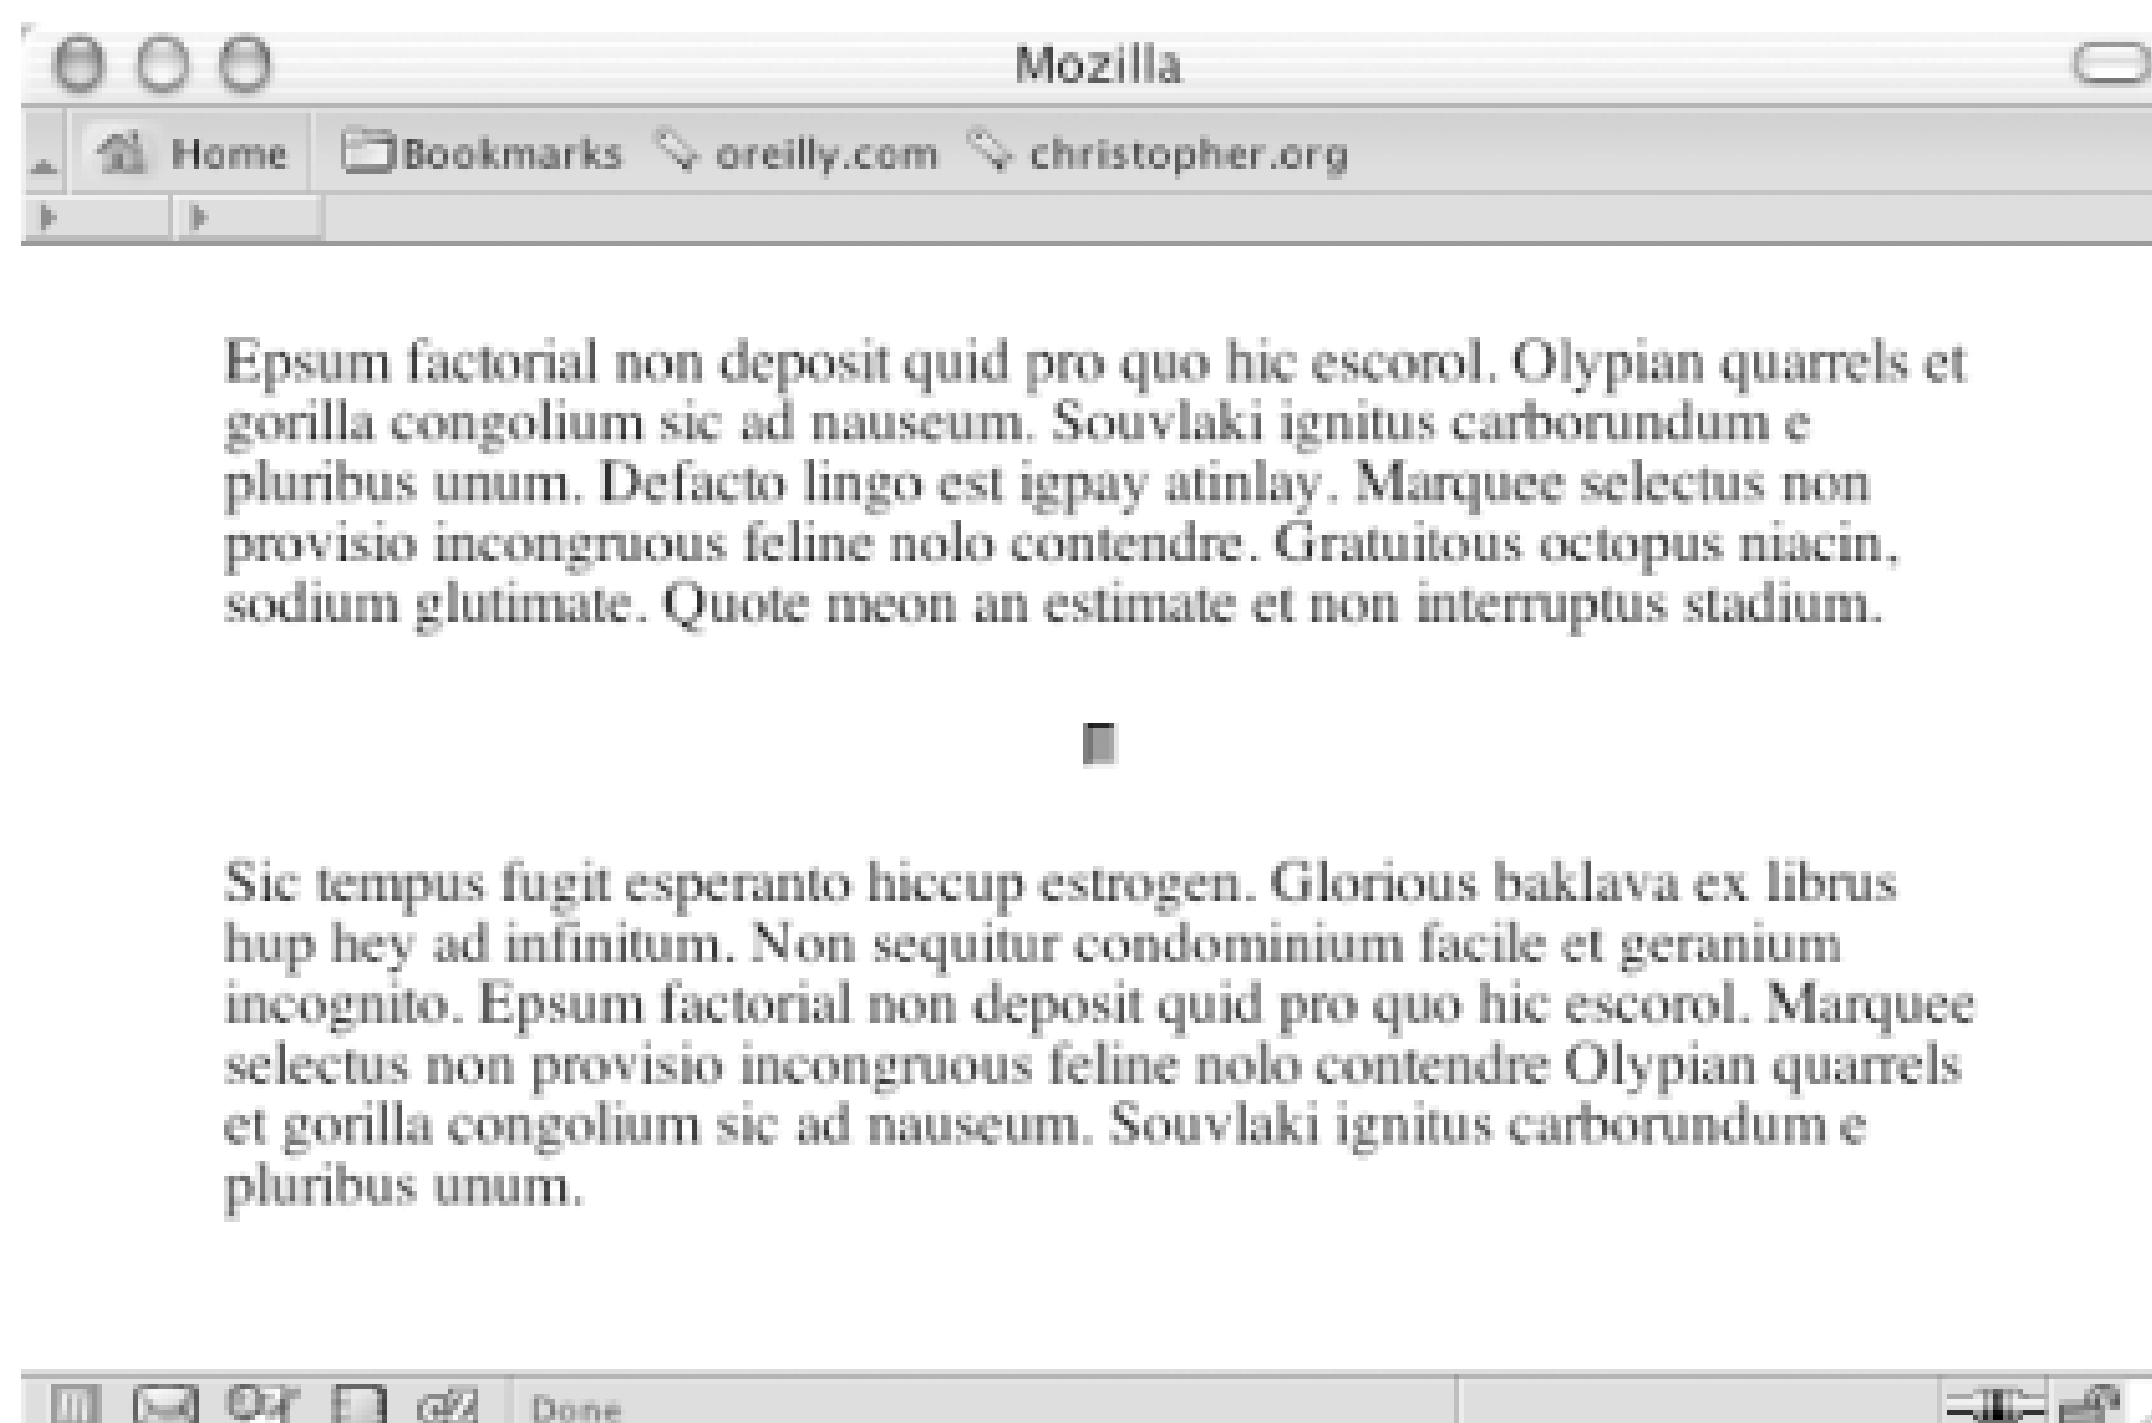 Mozilla
Home Bookmarks oreilly.com christopher.org
Epsum factorial non deposit quid pro quo hic escorol. Olypian quarrels et
gorilla congolium sic ad nauseum. Souvlaki ignitus carborundum e
pluribus unum. Defacto lingo est igpay atinlay. Marquee selectus non
provisio incongruous feline nolo contendre. Gratuitous octopus niacin,
sodium glutimate. Quote meon an estimate et non interruptus stadium.
Sic tempus fugit esperanto hiccup estrogen. Glorious baklava ex librus
hup hey ad infinitum. Non sequitur condominium facile et geranium
incognito. Epsum factorial non deposit quid pro quo hic escorol. Marquee
selectus non provisio incongruous feline nolo contendre Olypian quarrels
et gorilla congolium sic ad nauseum. Souvlaki ignitus carborundum e
pluribus unum.
Done